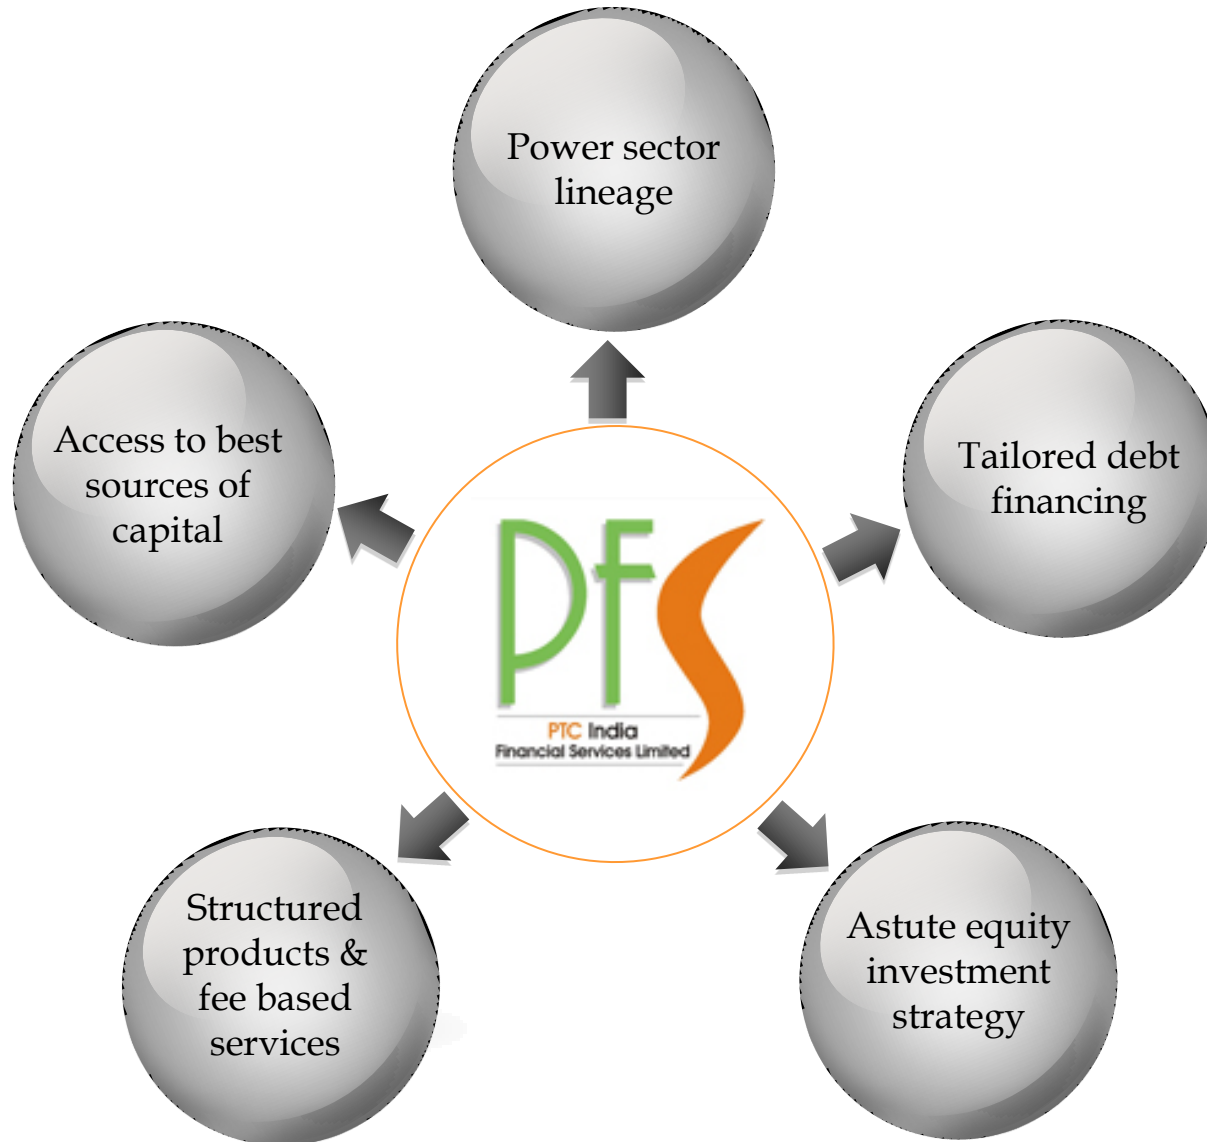 Power sector
lineage
Access to best
sources of
capital
Tailored debt
financing
PFS
PTC India
Financial Services Limited
Structured
products &
fee based
services
Astute equity
investment
strategy